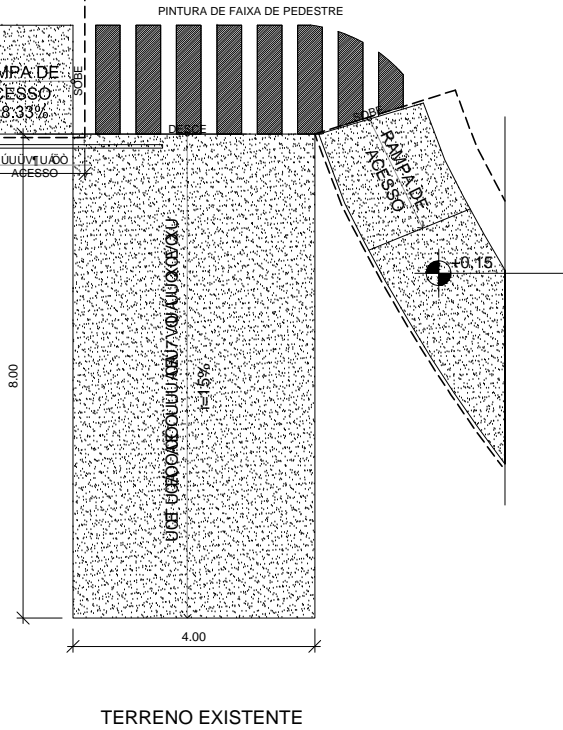 PINTURA DE FAIXA DE PEDESTRE
MPA DE
CESSO
8.33%
SOBE
DESCE
SOBE
ACESSO
RAMPA DE
ACESSO
+0,15
i=15%
8.00
4.00
TERRENO EXISTENTE